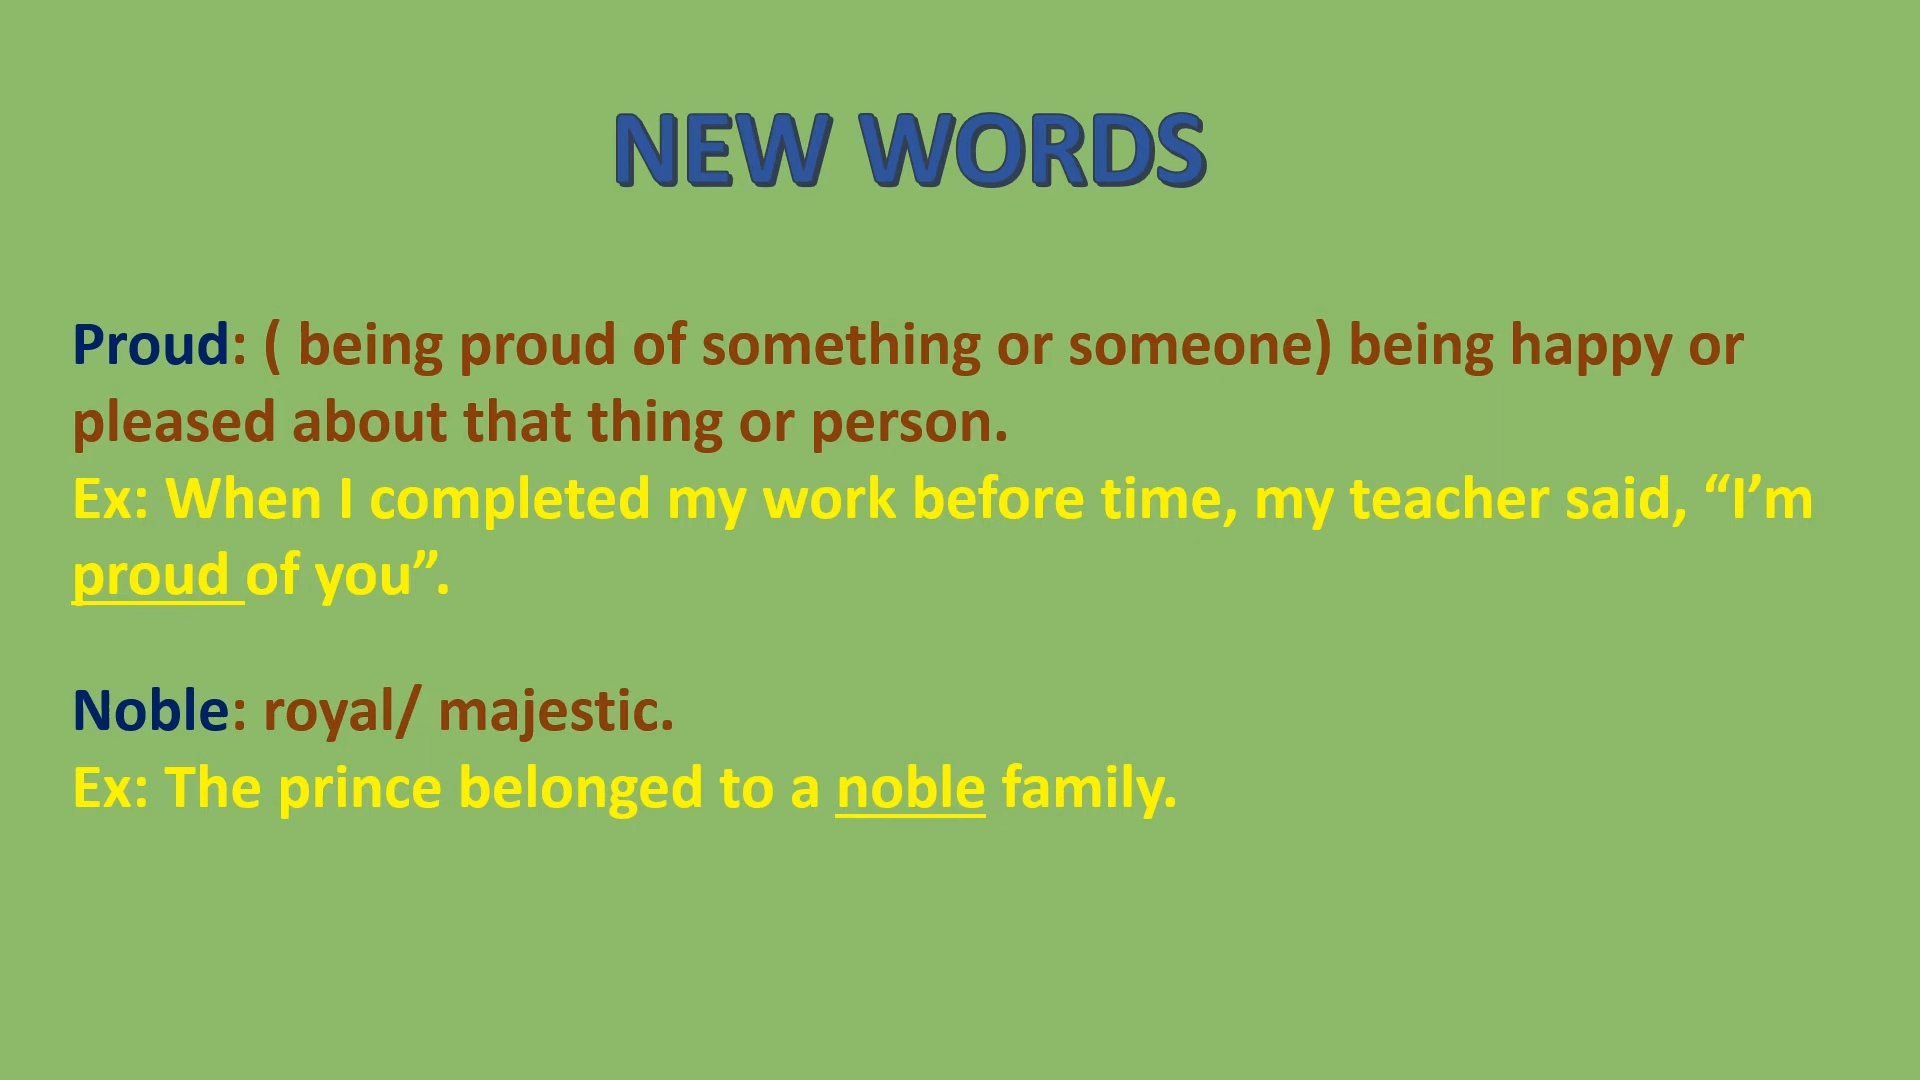 NEW WORDS
Proud: ( being proud of something or someone) being happy or
pleased about that thing or person.
Ex: When I completed my work before time, my teacher said, “I’m
proud of you”.
Noble: royal/ majestic.
Ex: The prince belonged to a noble family.